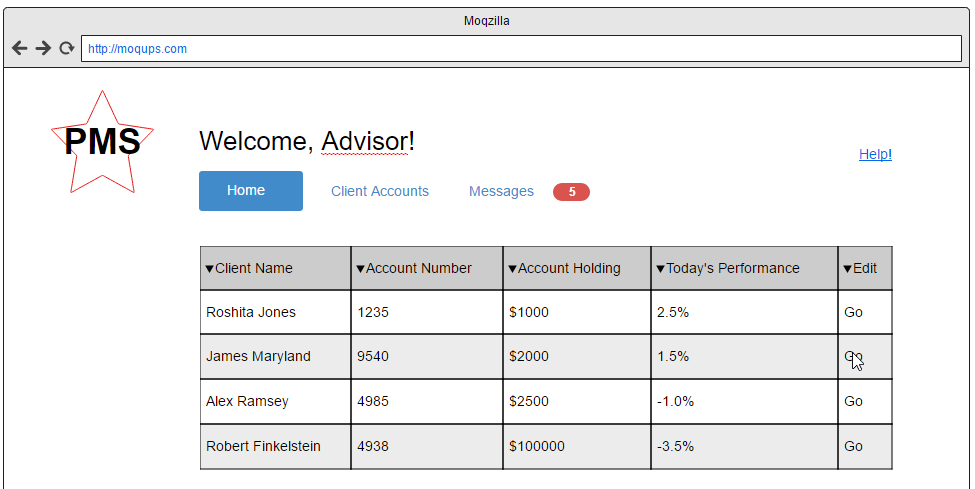 Moqzilla
http://moqups.com
PMS
Welcome, Advisor!
Help!
Home Client Accounts Messages 5
▼Client Name ▼Account Number ▼Account Holding ▼Today's Performance ▼Edit
Roshita Jones 1235 $1000 2.5% Go
James Maryland 9540 $2000 1.5% Go
Alex Ramsey 4985 $2500 -1.0% Go
Robert Finkelstein 4938 $100000 -3.5% Go